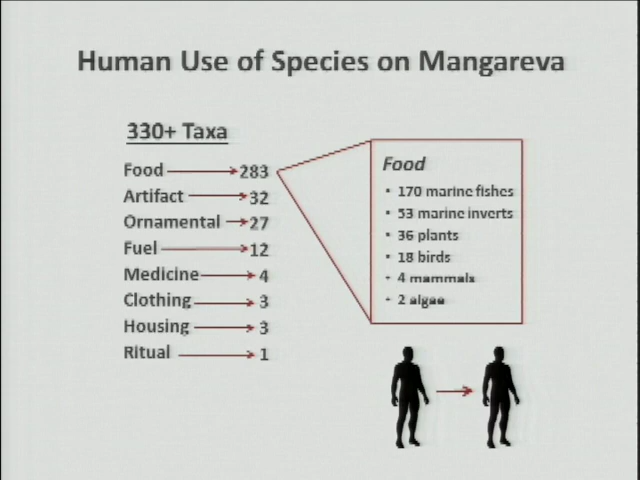 Human Use of Species on Mangareva
330+ Taxa
Food 283
Artifact 32
Ornamental 27
Fuel 12
Medicine 4
Clothing 3
Housing 3
Ritual 1
Food
170 marine fishes
53 marine inverts
36 plants
18 birds
4 mammals
2 algae